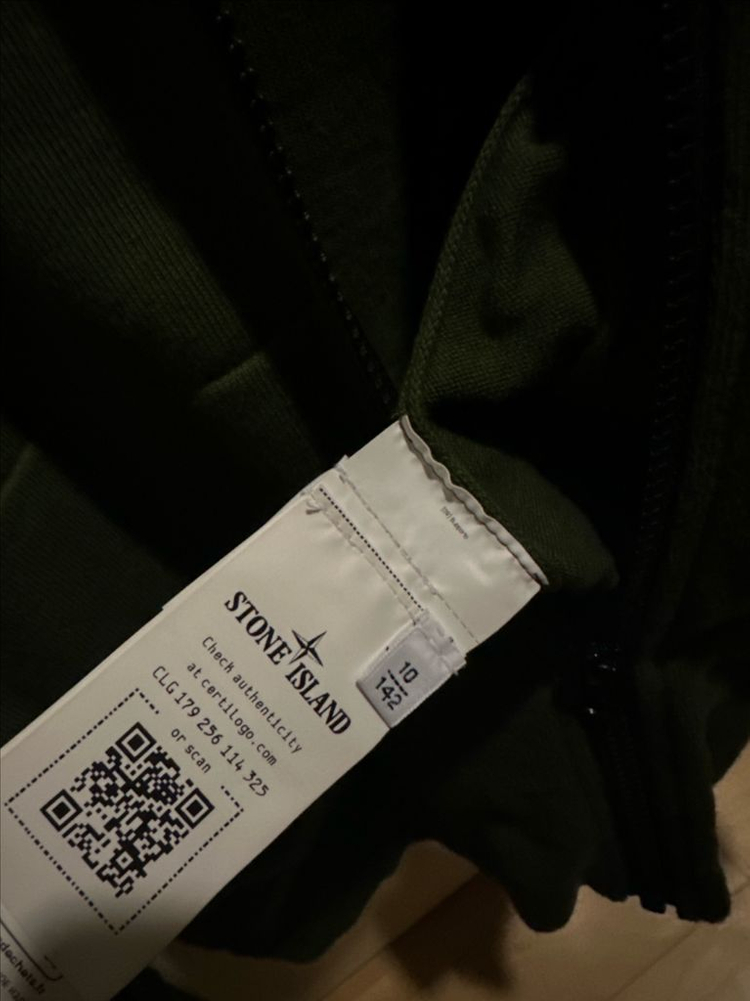 STONE ISLAND
Check authenticity
at certilogo.com
CLG 179 256 114 325
or scan
10
142